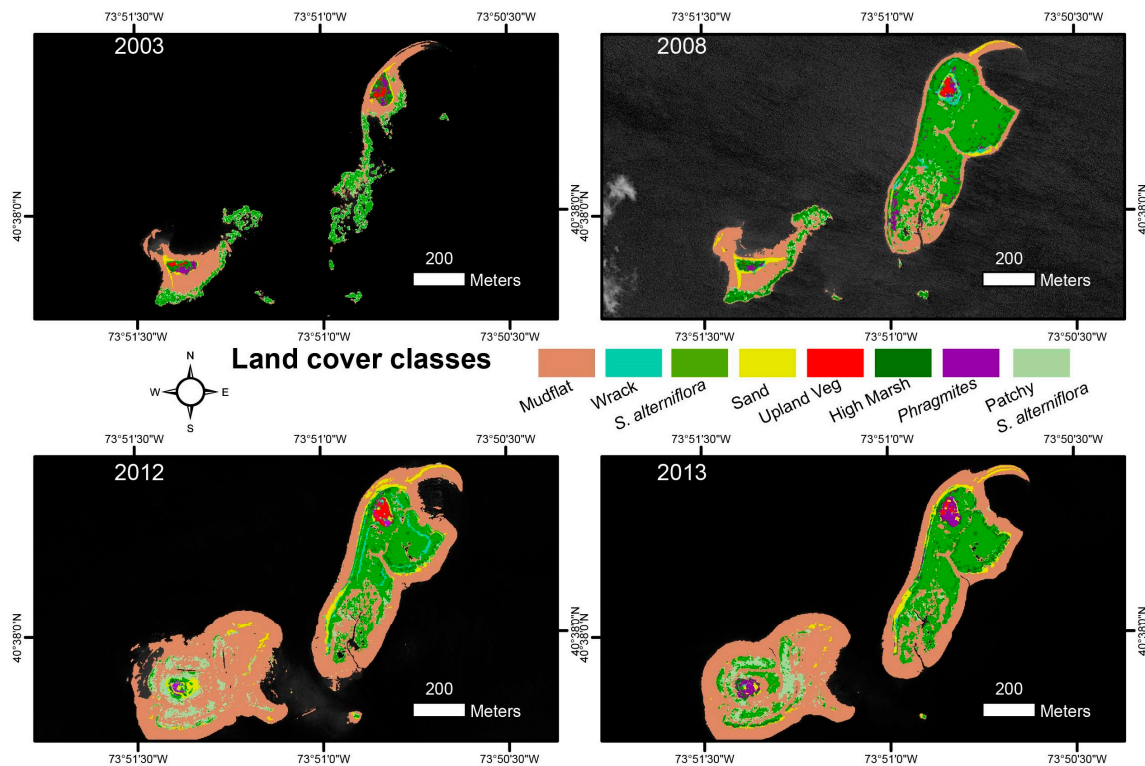 73°51'30"W 73°51'0"W 73°50'30"W 73°51'30"W 73°51'0"W 73°50'30"W
2003 2008
40°38'0"N 40°38'0"N 40°38'0"N
200 200
Meters Meters
73°51'30"W 73°51'0"W 73°50'30"W 73°51'30"W 73°51'0"W 73°50'30"W
N
W E
S
Land cover classes
Mudflat
Wrack
S. alterniflora
Sand
Upland Veg
High Marsh
Phragmites
Patchy
S. alterniflora
73°51'30"W 73°51'0"W 73°50'30"W 73°51'30"W 73°51'0"W 73°50'30"W
2012 2013
40°38'0"N 40°38'0"N 40°38'0"N
200 200
Meters Meters
73°51'30"W 73°51'0"W 73°50'30"W 73°51'30"W 73°51'0"W 73°50'30"W